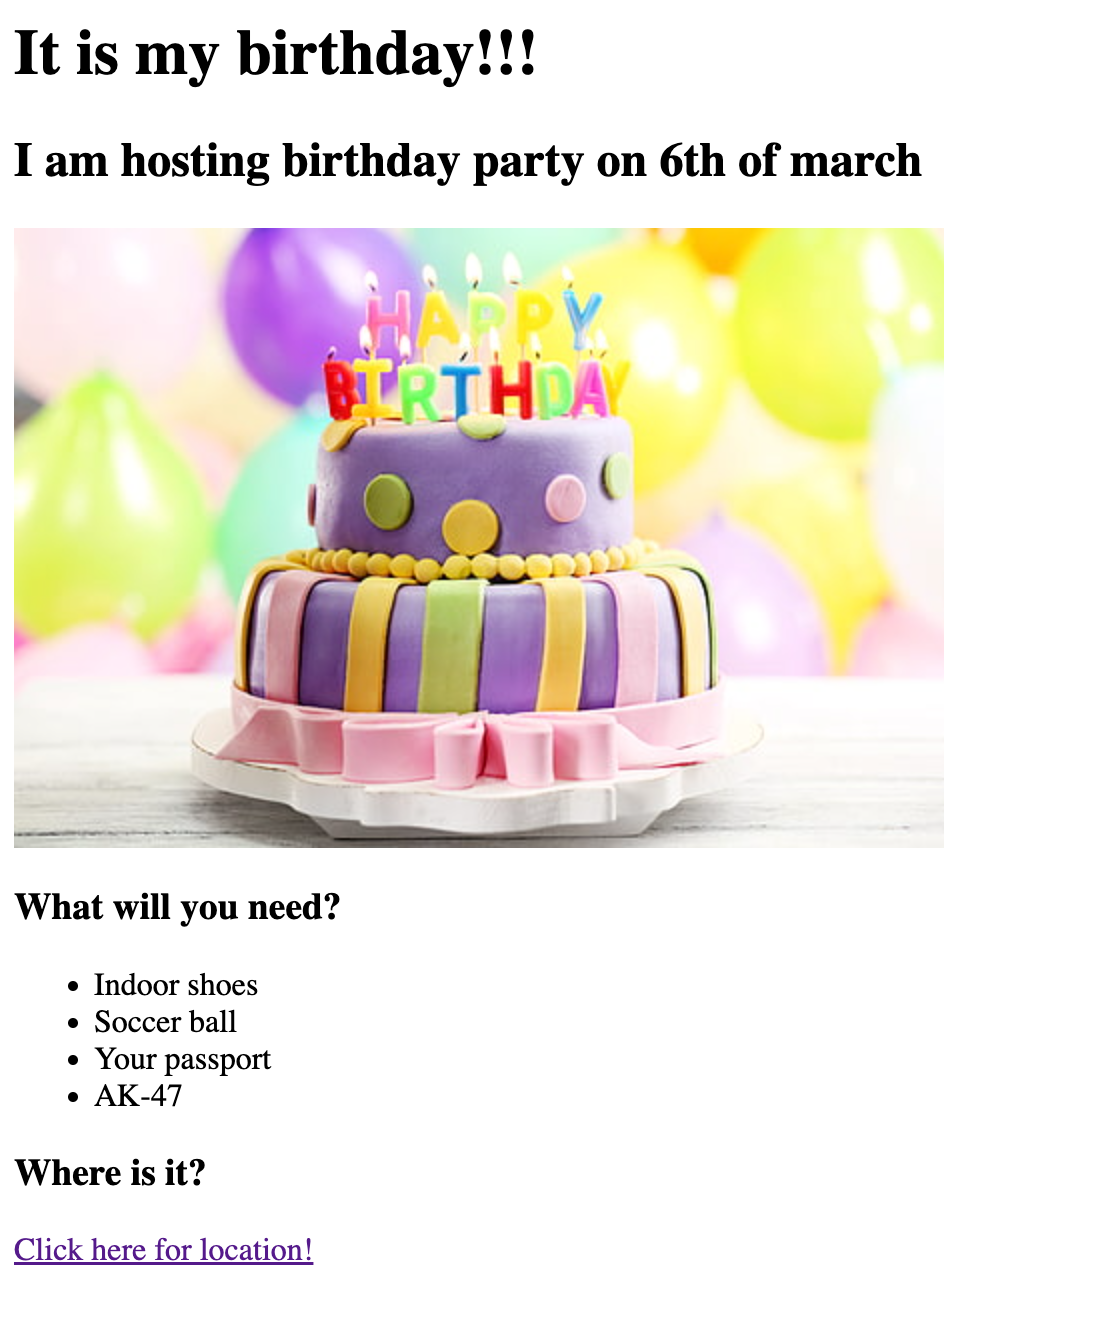 It is my birthday!!!
I am hosting birthday party on 6th of march
HAPPY
BIRTHDAY
What will you need?
Indoor shoes
Soccer ball
Your passport
AK-47
Where is it?
Click here for location!